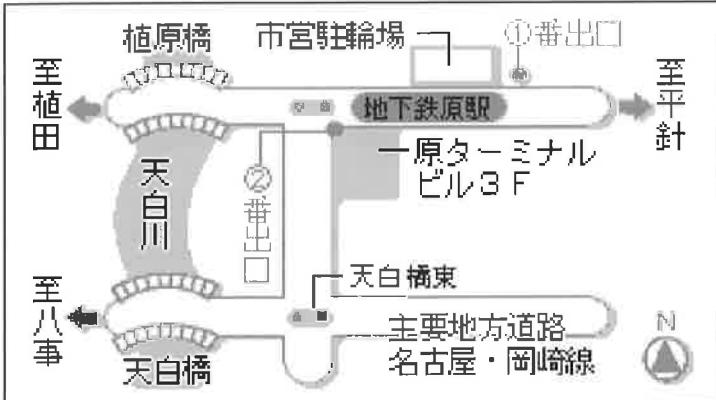 植原橋
市営駐輪場
①番出口
至植田
地下鉄原駅
至平針
原ターミナル
ビル3F
天白川
②番出口
天白橋東
至八事
主要地方道路
名古屋・岡崎線
天白橋
N